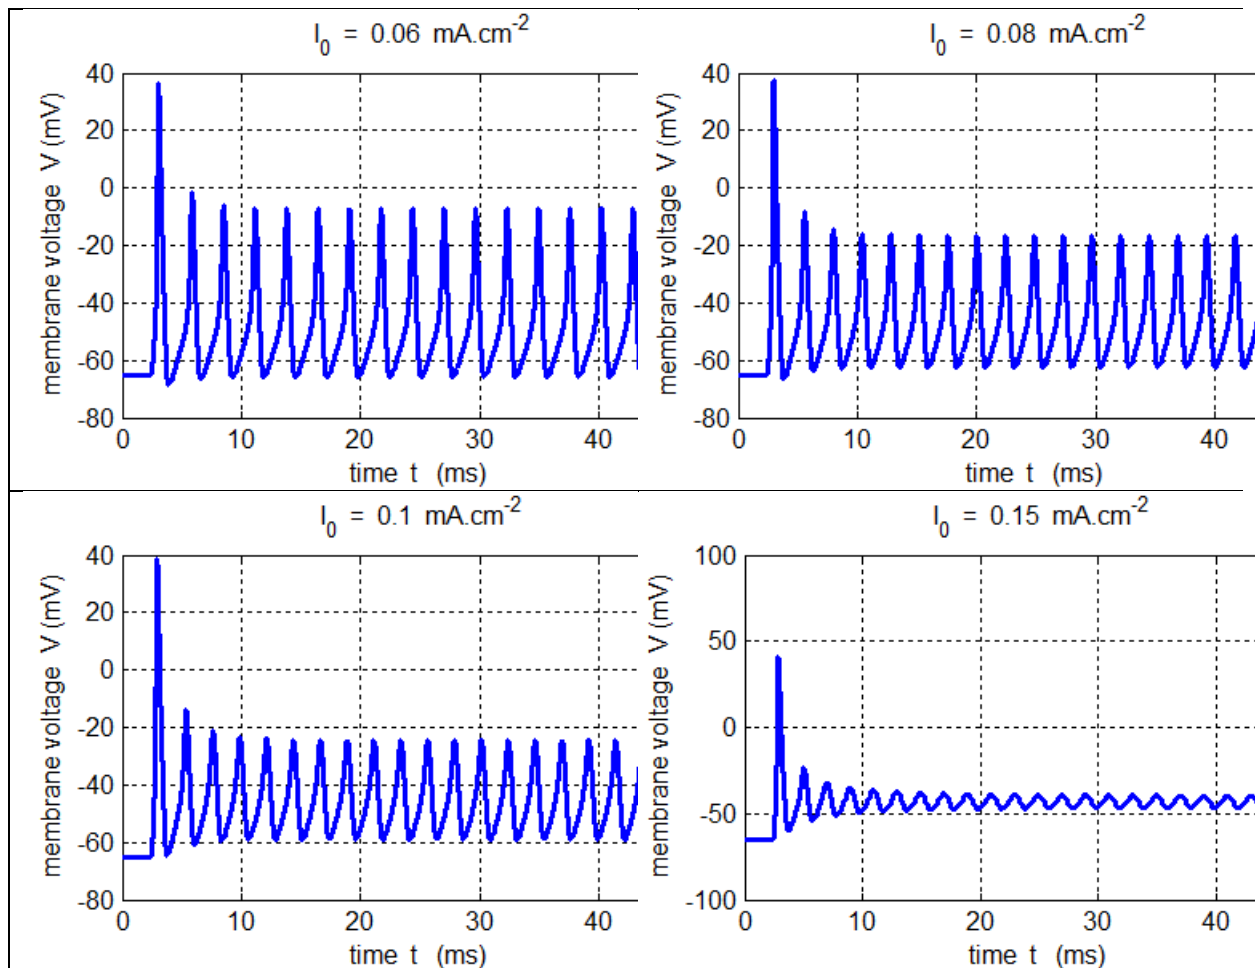 I₀ = 0.06 mA.cm⁻²
membrane voltage V (mV)
40
20
0
-20
-40
-60
-80
0 10 20 30 40
time t (ms)
I₀ = 0.08 mA.cm⁻²
membrane voltage V (mV)
40
20
0
-20
-40
-60
-80
0 10 20 30 40
time t (ms)
I₀ = 0.1 mA.cm⁻²
membrane voltage V (mV)
40
20
0
-20
-40
-60
-80
0 10 20 30 40
time t (ms)
I₀ = 0.15 mA.cm⁻²
membrane voltage V (mV)
100
50
0
-50
-100
0 10 20 30 40
time t (ms)